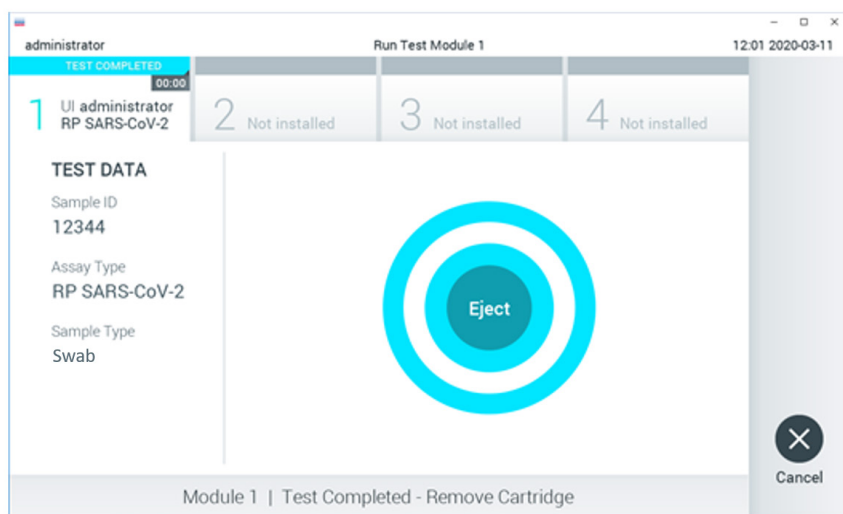 administrator Run Test Module 1 12:01 2020-03-11
TEST COMPLETED
00:00
1 UI administrator
RP SARS-CoV-2
2 Not installed
3 Not installed
4 Not installed
TEST DATA
Sample ID
12344
Assay Type
RP SARS-CoV-2
Sample Type
Swab
Eject
Cancel
Module 1 | Test Completed - Remove Cartridge